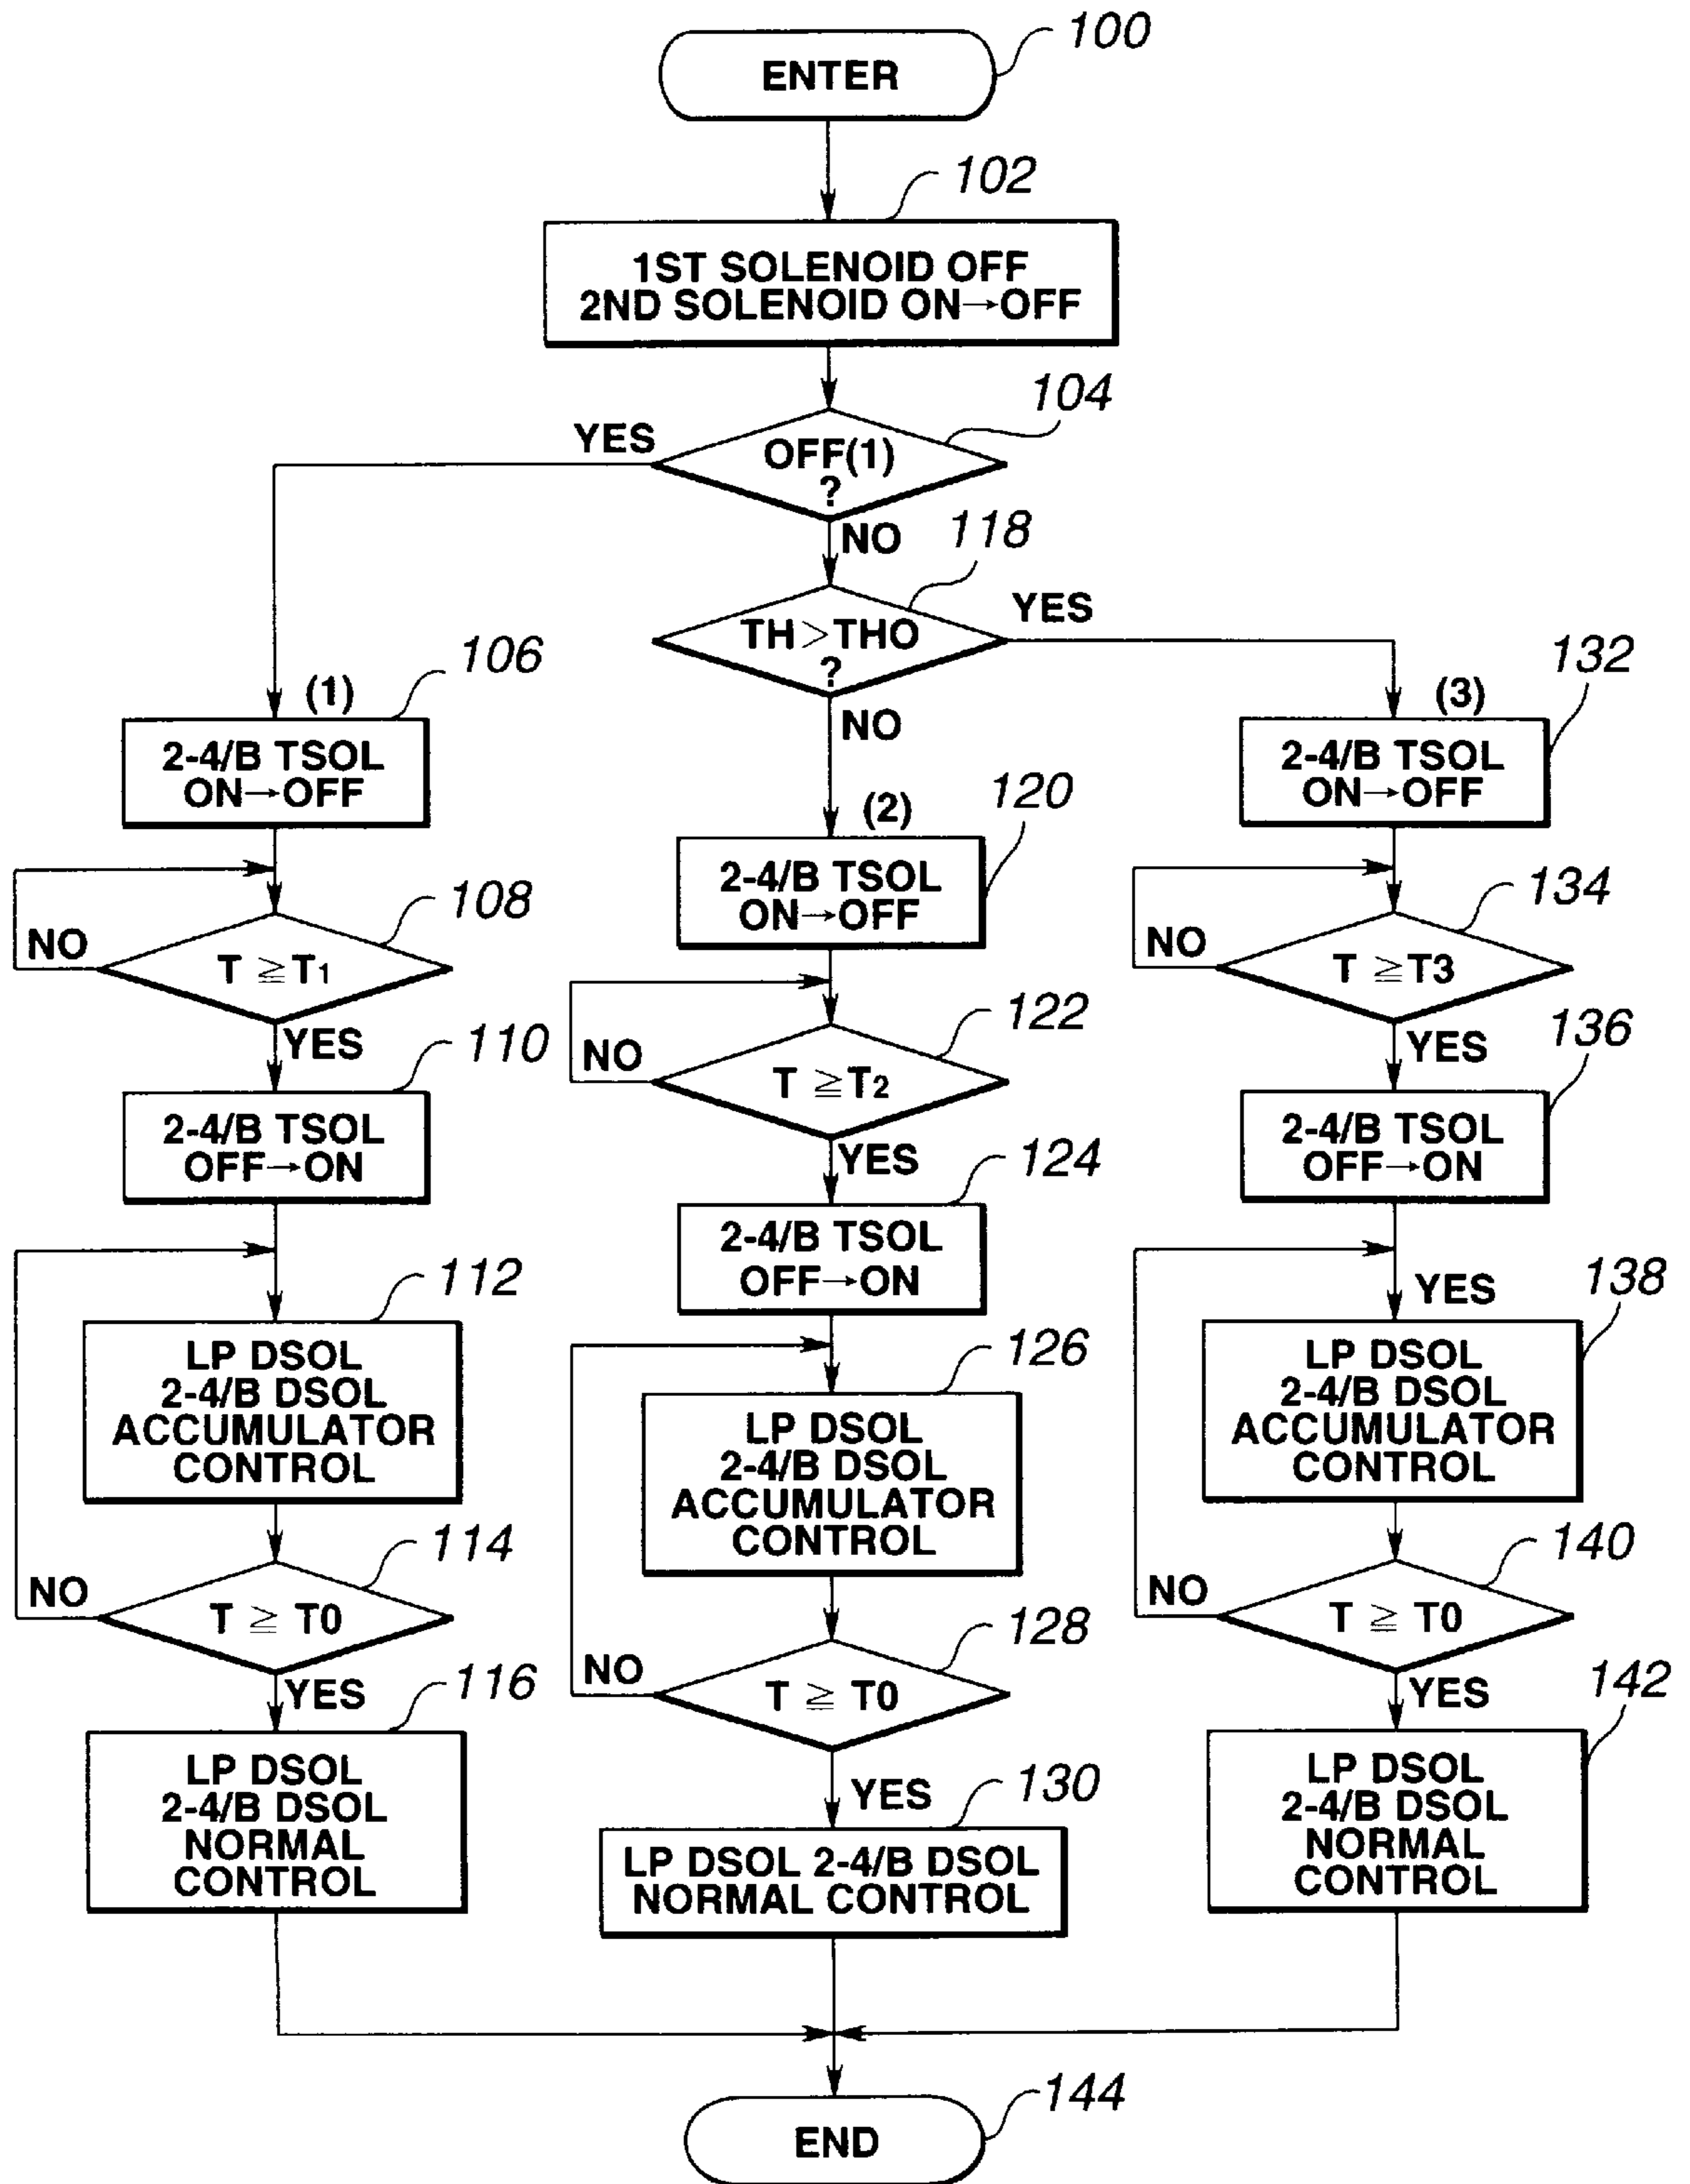 100
ENTER
102
1ST SOLENOID OFF
2ND SOLENOID ON→OFF
104
YES
OFF(1)
?
NO
118
TH>THO
?
YES
NO
106
(1)
2-4/B TSOL
ON→OFF
108
NO
T ≧T1
YES
110
2-4/B TSOL
OFF→ON
112
LP DSOL
2-4/B DSOL
ACCUMULATOR
CONTROL
114
NO
T ≧ T0
YES
116
LP DSOL
2-4/B DSOL
NORMAL
CONTROL
(2)
120
2-4/B TSOL
ON→OFF
122
NO
T ≧T2
YES
124
2-4/B TSOL
OFF→ON
126
LP DSOL
2-4/B DSOL
ACCUMULATOR
CONTROL
128
NO
T ≧ T0
YES
130
LP DSOL 2-4/B DSOL
NORMAL CONTROL
132
(3)
2-4/B TSOL
ON→OFF
134
NO
T ≧T3
YES
136
2-4/B TSOL
OFF→ON
YES
138
LP DSOL
2-4/B DSOL
ACCUMULATOR
CONTROL
140
NO
T ≧ T0
YES
142
LP DSOL
2-4/B DSOL
NORMAL
CONTROL
144
END